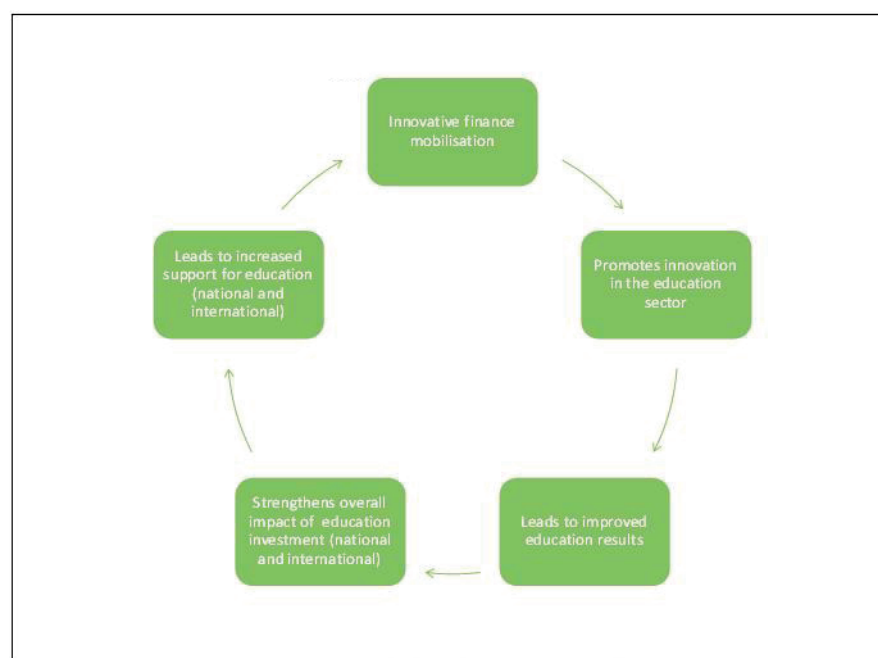 Innovative finance
mobilisation
Promotes innovation
in the education
sector
Leads to improved
education results
Strengthens overall
impact of education
investment (national
and international)
Leads to increased
support for education
(national and
international)